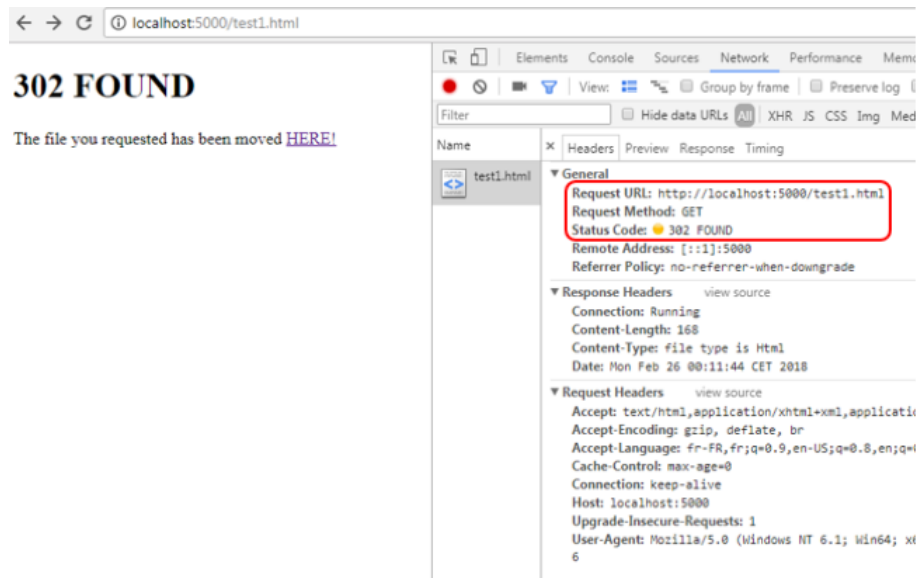 localhost:5000/test1.html
302 FOUND
The file you requested has been moved HERE!
Elements Console Sources Network Performance Memo
View: Group by frame Preserve log
Filter Hide data URLs All XHR JS CSS Img Med
Name
× Headers Preview Response Timing
test1.html
▼ General
Request URL: http://localhost:5000/test1.html
Request Method: GET
Status Code: 302 FOUND
Remote Address: [::1]:5000
Referrer Policy: no-referrer-when-downgrade
▼ Response Headers view source
Connection: Running
Content-Length: 168
Content-Type: file type is Html
Date: Mon Feb 26 00:11:44 CET 2018
▼ Request Headers view source
Accept: text/html,application/xhtml+xml,applicatio
Accept-Encoding: gzip, deflate, br
Accept-Language: fr-FR,fr;q=0.9,en-US;q=0.8,en;q=
Cache-Control: max-age=0
Connection: keep-alive
Host: localhost:5000
Upgrade-Insecure-Requests: 1
User-Agent: Mozilla/5.0 (Windows NT 6.1; Win64; x6
6